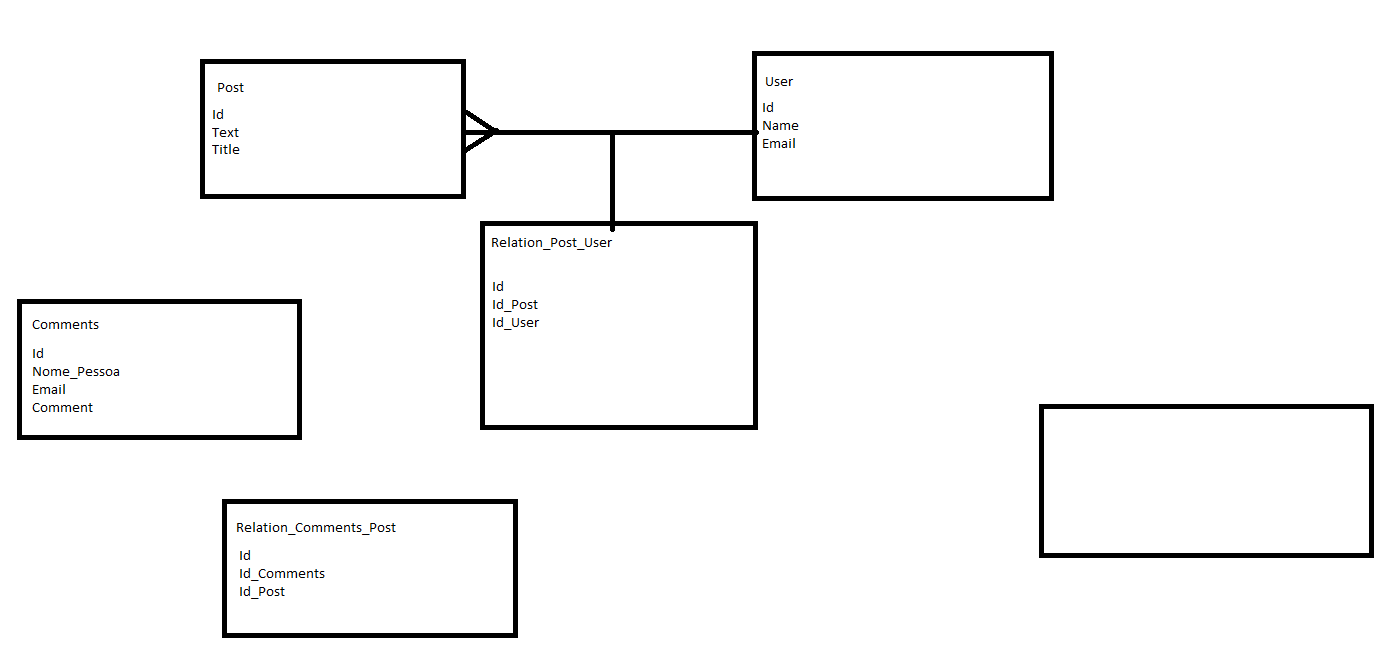 Post
Id
Text
Title
User
Id
Name
Email
Relation_Post_User
Id
Id_Post
Id_User
Comments
Id
Nome_Pessoa
Email
Comment
Relation_Comments_Post
Id
Id_Comments
Id_Post